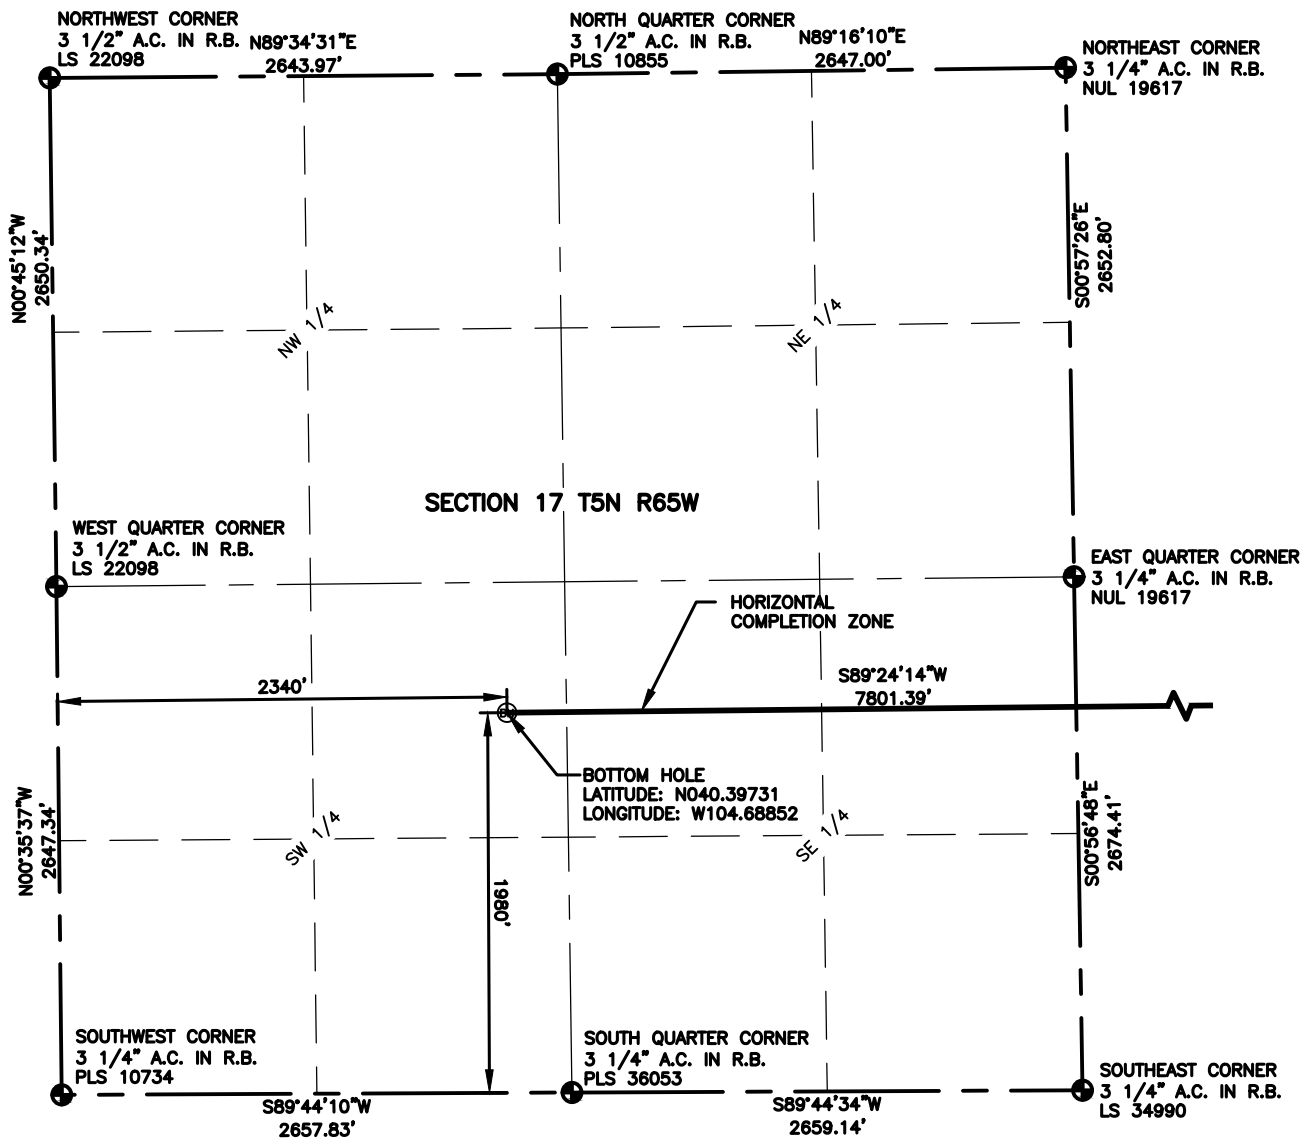 NORTHWEST CORNER
3 1/2" A.C. IN R.B.
LS 22098
N89°34'31"E
2643.97'
NORTH QUARTER CORNER
3 1/2" A.C. IN R.B.
PLS 10855
N89°16'10"E
2647.00'
NORTHEAST CORNER
3 1/4" A.C. IN R.B.
NUL 19617
N00°45'12"W
2650.34'
S00°57'26"E
2652.80'
NW 1/4
NE 1/4
SECTION 17 T5N R65W
WEST QUARTER CORNER
3 1/2" A.C. IN R.B.
LS 22098
EAST QUARTER CORNER
3 1/4" A.C. IN R.B.
NUL 19617
HORIZONTAL
COMPLETION ZONE
2340'
S89°24'14"W
7801.39'
BOTTOM HOLE
LATITUDE: N040.39731
LONGITUDE: W104.68852
N00°35'37"W
2647.34'
SW 1/4
SE 1/4
S00°56'48"E
2674.41'
1980'
SOUTHWEST CORNER
3 1/4" A.C. IN R.B.
PLS 10734
SOUTH QUARTER CORNER
3 1/4" A.C. IN R.B.
PLS 36053
SOUTHEAST CORNER
3 1/4" A.C. IN R.B.
LS 34990
S89°44'10"W
2657.83'
S89°44'34"W
2659.14'